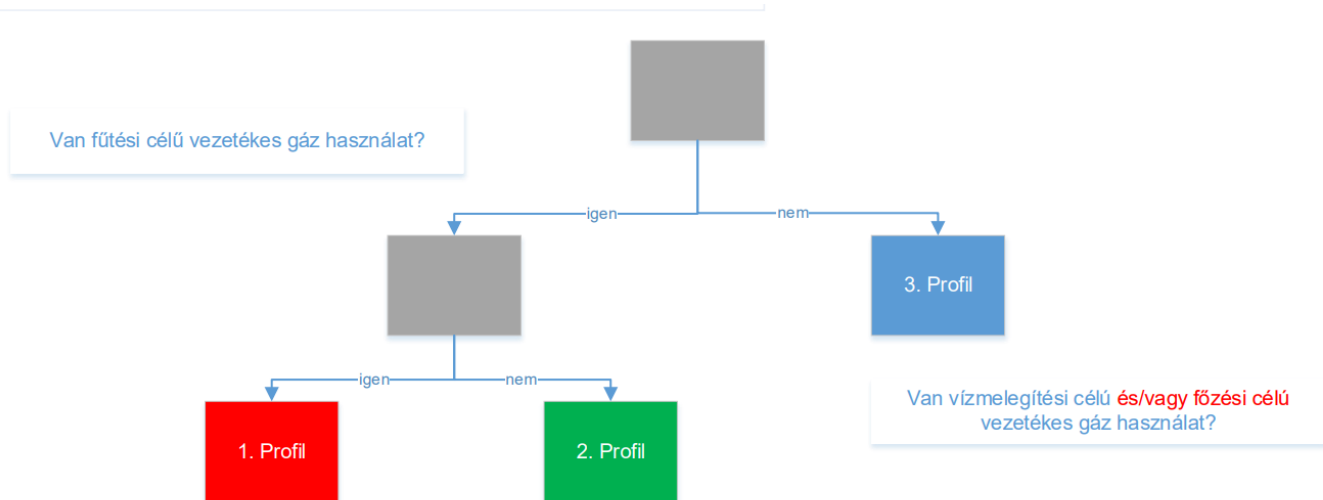 Van fűtési célú vezetékes gáz használat?
igen
nem
3. Profil
igen
nem
Van vízmelegítési célú és/vagy főzési célú
vezetékes gáz használat?
1. Profil
2. Profil